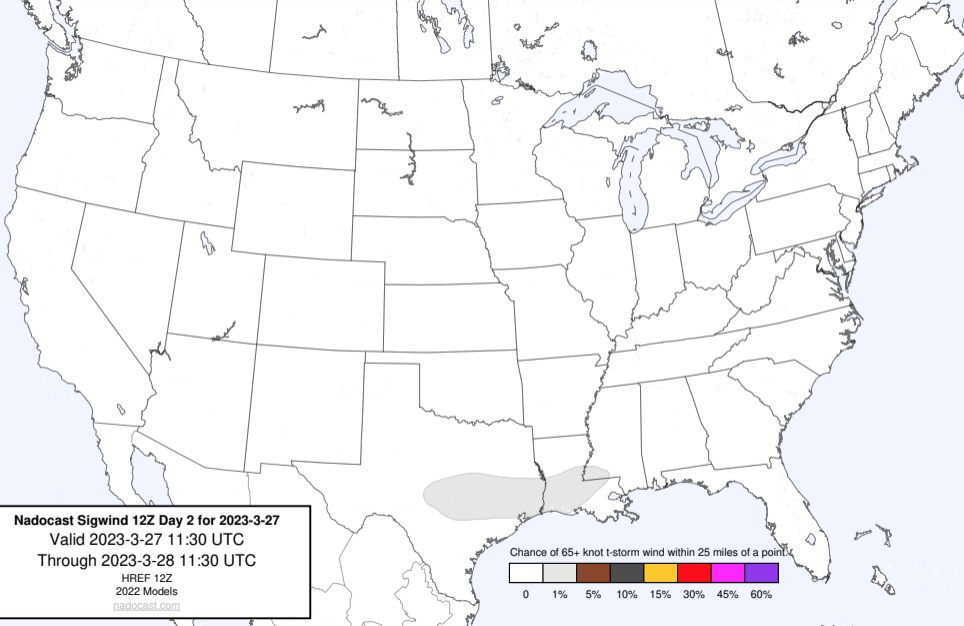 Nadocast Sigwind 12Z Day 2 for 2023-3-27
Valid 2023-3-27 11:30 UTC
Through 2023-3-28 11:30 UTC
HREF 12Z
2022 Models
nadocast.com
Chance of 65+ knot t-storm wind within 25 miles of a point.
0 1% 5% 10% 15% 30% 45% 60%